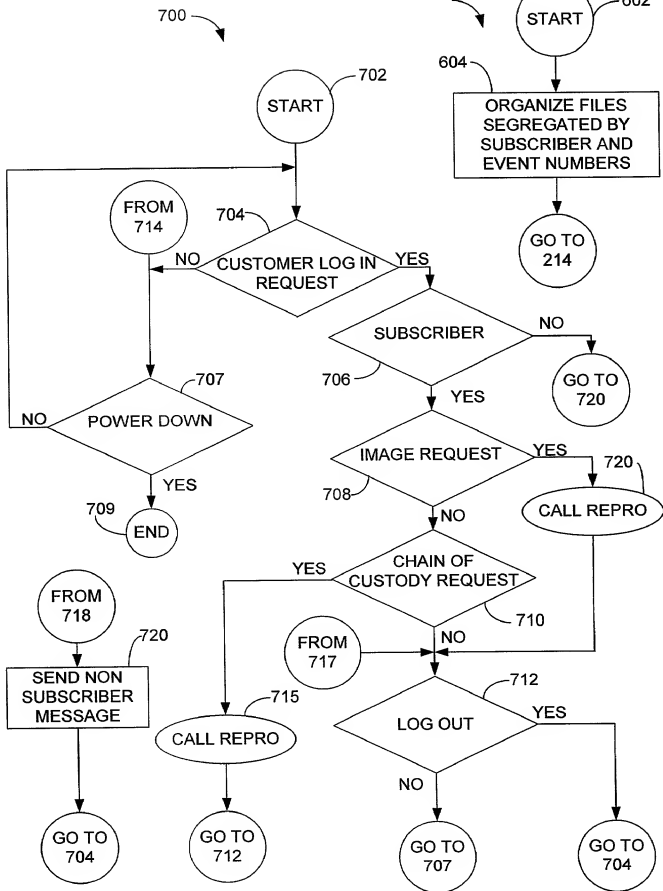 700
702
START
602
START
604
ORGANIZE FILES
SEGREGATED BY
SUBSCRIBER AND
EVENT NUMBERS
GO TO
214
FROM
714
704
NO
CUSTOMER LOG IN
REQUEST
YES
SUBSCRIBER
NO
706
YES
GO TO
720
707
NO
POWER DOWN
YES
709
END
IMAGE REQUEST
YES
708
NO
720
CALL REPRO
YES
CHAIN OF
CUSTODY REQUEST
710
NO
FROM
718
720
SEND NON
SUBSCRIBER
MESSAGE
GO TO
704
715
CALL REPRO
GO TO
712
FROM
717
712
LOG OUT
YES
NO
GO TO
707
GO TO
704